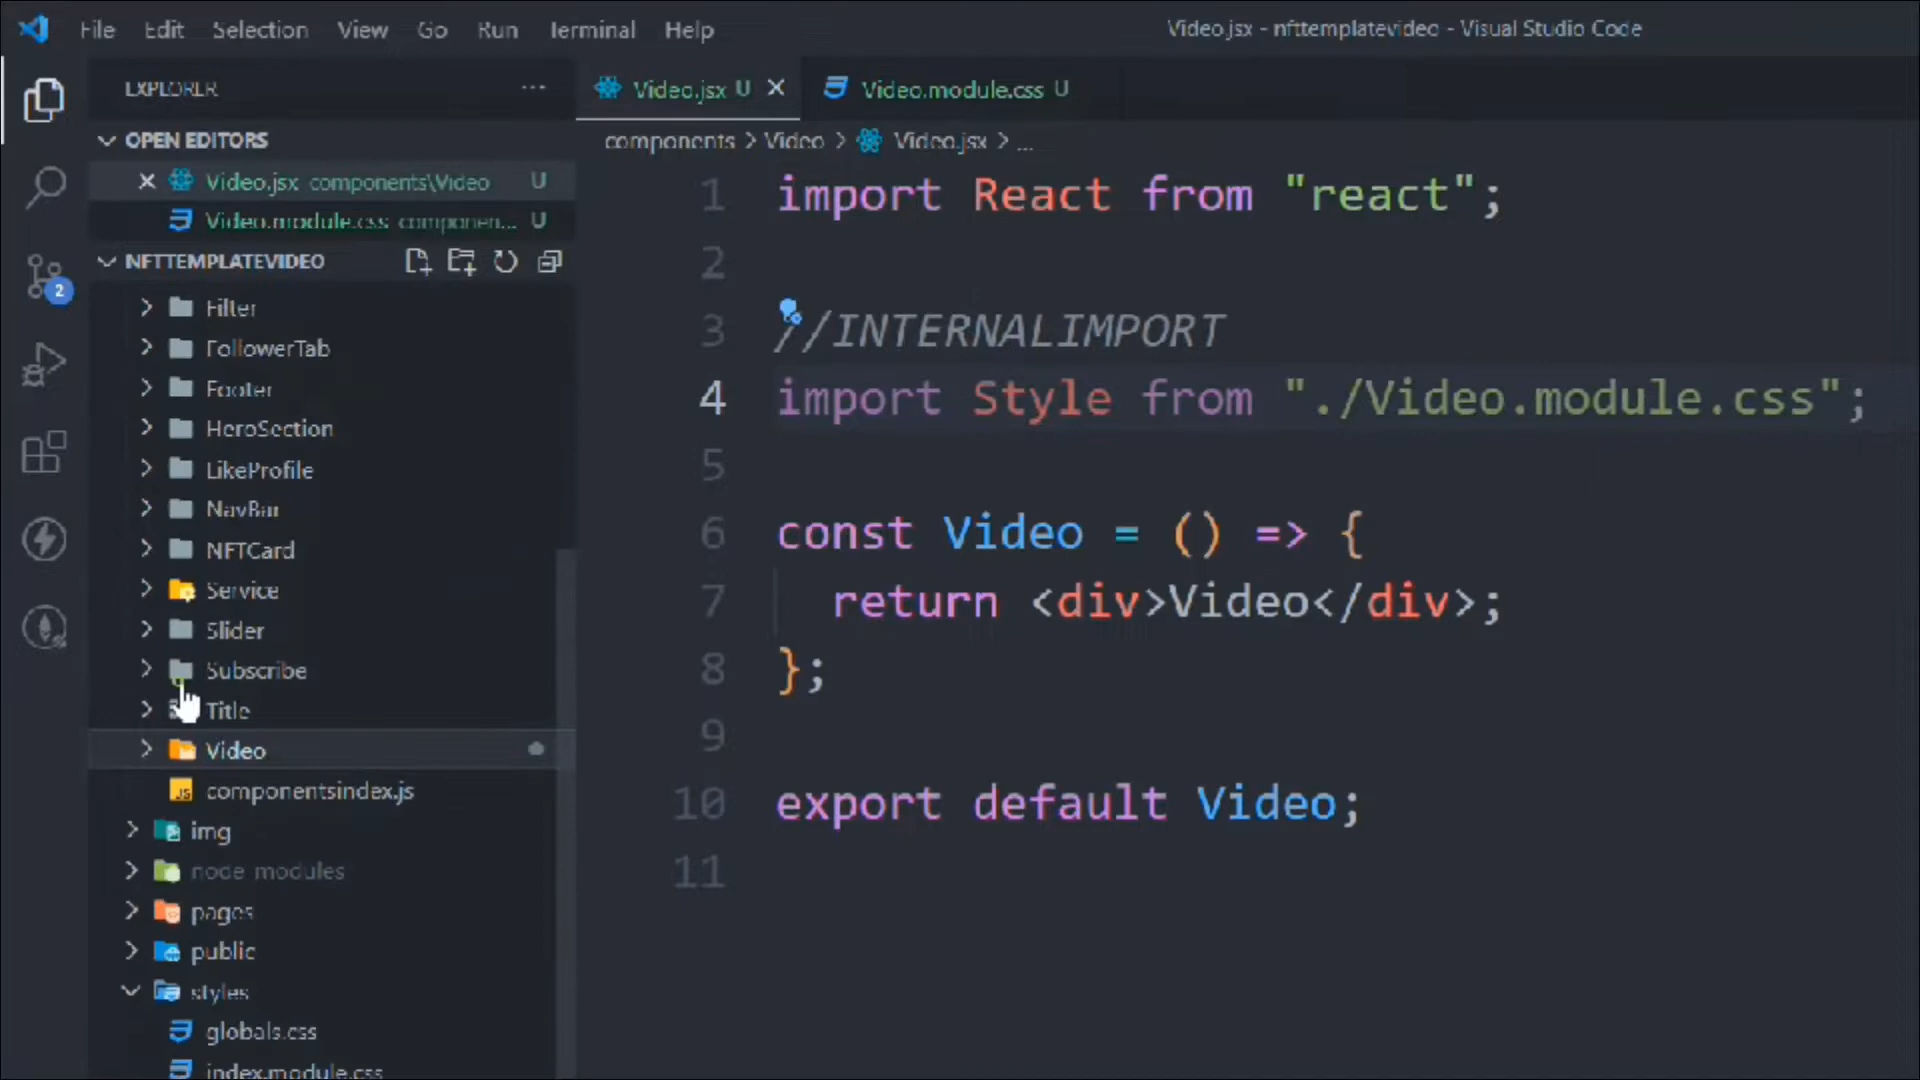 File Edit Selection View Go Run Terminal Help
Video.jsx - nfttemplatevideo - Visual Studio Code
EXPLORER ...
Video.jsx U
Video.module.css U
OPEN EDITORS
Video.jsx components\Video U
Video.module.css componen... U
NFTTEMPLATEVIDEO
2
Filter
FollowerTab
Footer
HeroSection
LikeProfile
NavBar
NFTCard
Service
Slider
Subscribe
Title
Video
JS componentsindex.js
img
node_modules
pages
public
styles
globals.css
index.module.css
components > Video > Video.jsx > ...
1 import React from "react";
2
3 //INTERNALIMPORT
4 import Style from "./Video.module.css";
5
6 const Video = () => {
7 return <div>Video</div>;
8 };
9
10 export default Video;
11